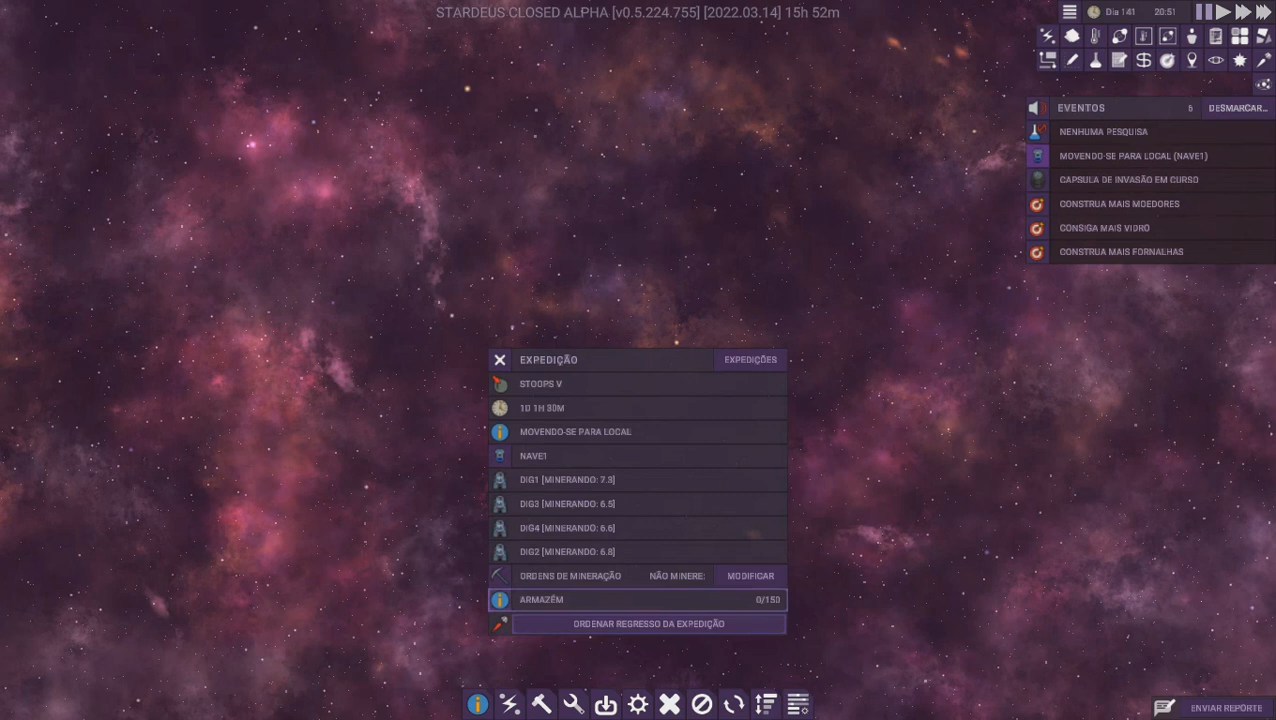 STARDEUS CLOSED ALPHA [v0.5.224.755] [2022.03.14] 15h 52m
Dia 141 20:51
EVENTOS 5 DESMARCAR...
NENHUMA PESQUISA
MOVENDO-SE PARA LOCAL (NAVE1)
CAPSULA DE INVASÃO EM CURSO
CONSTRUA MAIS MOEDORES
CONSIGA MAIS VIDRO
CONSTRUA MAIS FORNALHAS
EXPEDIÇÃO EXPEDIÇÕES
STOOPS V
1D 1H 30M
MOVENDO-SE PARA LOCAL
NAVE1
DIG1 [MINERANDO: 7.3]
DIG3 [MINERANDO: 6.5]
DIG4 [MINERANDO: 6.6]
DIG2 [MINERANDO: 6.8]
ORDENS DE MINERAÇÃO NÃO MINERE: MODIFICAR
ARMAZÉM 0/150
ORDENAR REGRESSO DA EXPEDIÇÃO
ENVIAR REPORTE